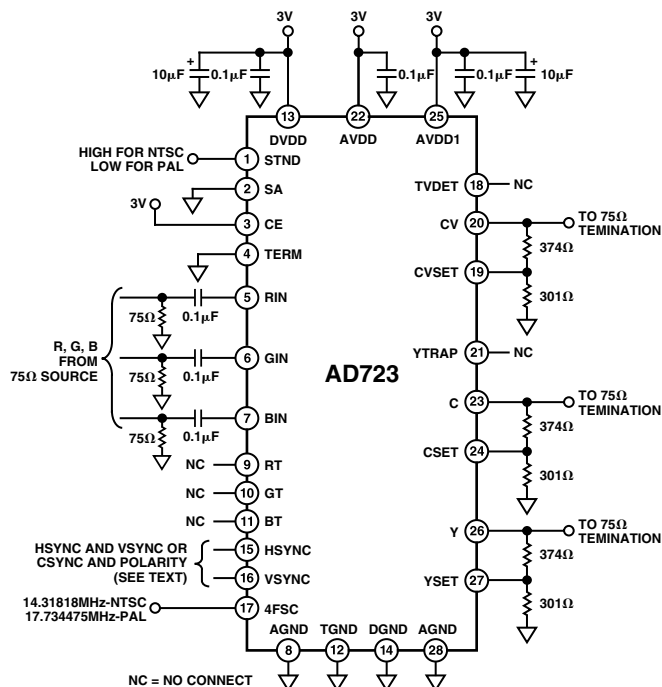 3V
3V
3V
10µF
+
0.1µF
0.1µF
0.1µF
+
10µF
13
22
25
DVDD
AVDD
AVDD1
HIGH FOR NTSC
LOW FOR PAL
1
STND
2
SA
3V
3
CE
4
TERM
5
RIN
75Ω
0.1µF
R, G, B
FROM
75Ω SOURCE
6
GIN
75Ω
0.1µF
7
BIN
75Ω
0.1µF
NC
9
RT
NC
10
GT
NC
11
BT
HSYNC AND VSYNC OR
CSYNC AND POLARITY
(SEE TEXT)
15
HSYNC
16
VSYNC
14.31818MHz-NTSC
17.734475MHz-PAL
17
4FSC
AD723
TVDET
18
NC
CV
20
TO 75Ω
TEMINATION
374Ω
CVSET
19
301Ω
YTRAP
21
NC
C
23
TO 75Ω
TEMINATION
374Ω
CSET
24
301Ω
Y
26
TO 75Ω
TEMINATION
374Ω
YSET
27
301Ω
AGND
TGND
DGND
AGND
8
12
14
28
NC = NO CONNECT